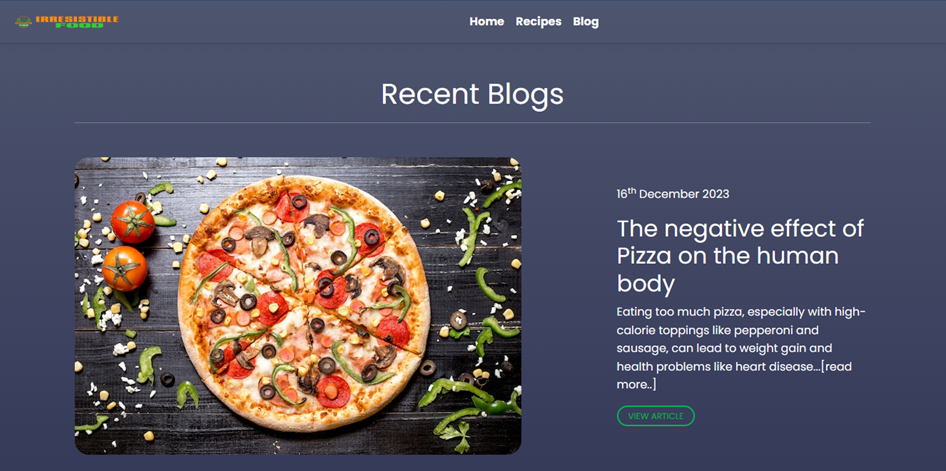 IRRESISTIBLE
FOOD
Home Recipes Blog
Recent Blogs
16th December 2023
The negative effect of
Pizza on the human
body
Eating too much pizza, especially with high-
calorie toppings like pepperoni and
sausage, can lead to weight gain and
health problems like heart disease...[read
more..]
VIEW ARTICLE